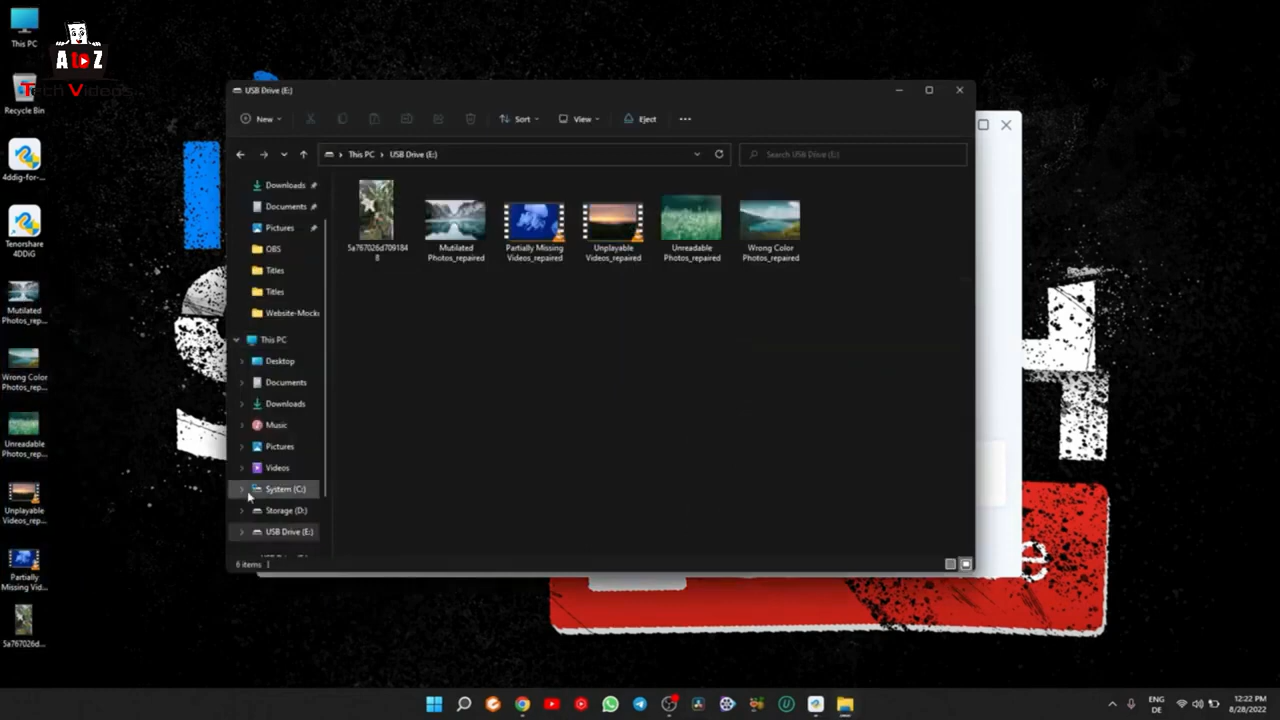 This PC
A to Z
Tech Videos
Recycle Bin
4ddig-for-...
Tenorshare
4DDiG
Mutilated
Photos_rep...
Wrong Color
Photos_rep...
Unreadable
Photos_rep...
Unplayable
Videos_rep...
Partially
Missing Vid...
5a767026d...
USB Drive (E:)
New
Sort
View
Eject
This PC
USB Drive (E:)
Search USB Drive (E:)
Downloads
Documents
Pictures
OBS
Titles
Titles
Website-Mocku
This PC
Desktop
Documents
Downloads
Music
Pictures
Videos
System (C:)
Storage (D:)
USB Drive (E:)
5a767026d709184
8
Mutilated
Photos_repaired
Partially Missing
Videos_repaired
Unplayable
Videos_repaired
Unreadable
Photos_repaired
Wrong Color
Photos_repaired
6 items
ENG
DE
12:22 PM
8/28/2022